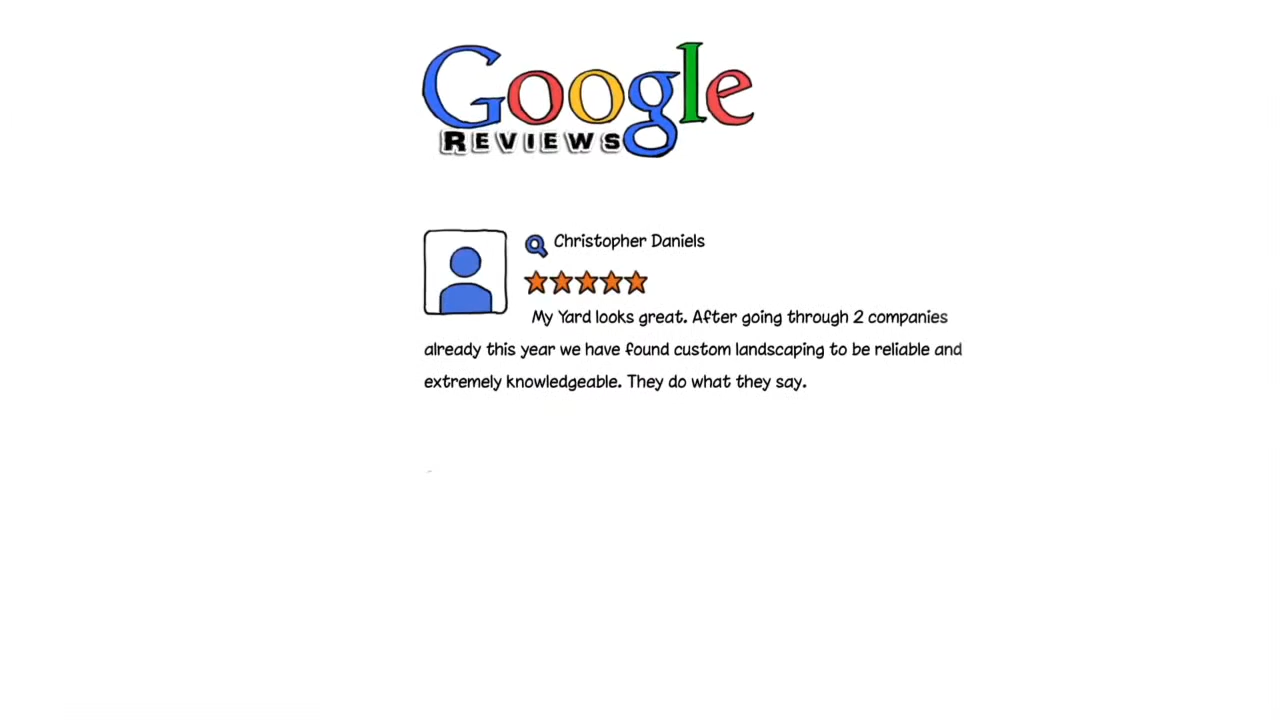 Google
REVIEWS
Christopher Daniels
My Yard looks great. After going through 2 companies
already this year we have found custom landscaping to be reliable and
extremely knowledgeable. They do what they say.